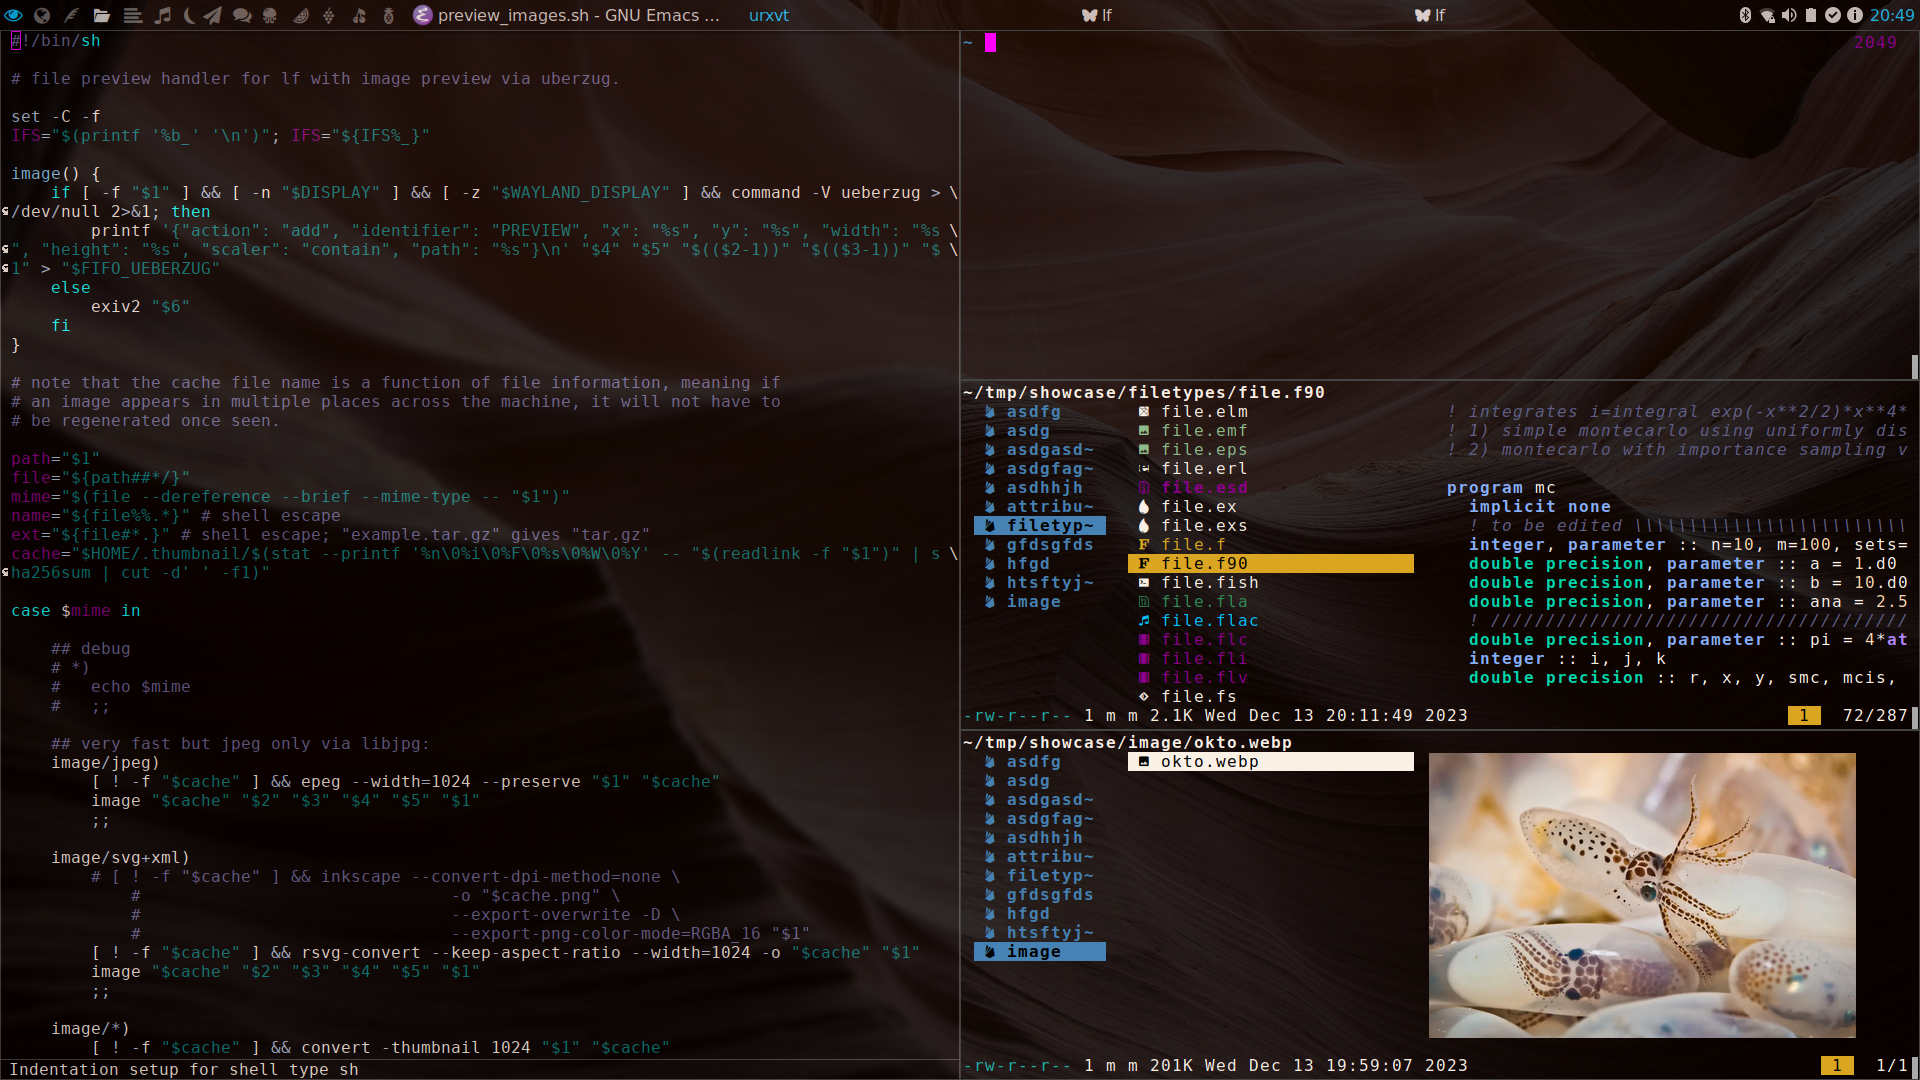 preview_images.sh - GNU Emacs ...
urxvt
lf
lf
20:49
#!/bin/sh
# file preview handler for lf with image preview via uberzug.
set -C -f
IFS="$(printf '%b_' '\n')"; IFS="${IFS%_}"
image() {
    if [ -f "$1" ] && [ -n "$DISPLAY" ] && [ -z "$WAYLAND_DISPLAY" ] && command -V ueberzug > \
/dev/null 2>&1; then
        printf '{"action": "add", "identifier": "PREVIEW", "x": "%s", "y": "%s", "width": "%s \
", "height": "%s", "scaler": "contain", "path": "%s"}\n' "$4" "$5" "$(($2-1))" "$(($3-1))" "$ \
1" > "$FIFO_UEBERZUG"
    else
        exiv2 "$6"
    fi
}
# note that the cache file name is a function of file information, meaning if
# an image appears in multiple places across the machine, it will not have to
# be regenerated once seen.
path="$1"
file="${path##*/}"
mime="$(file --dereference --brief --mime-type -- "$1")"
name="${file%%.*}" # shell escape
ext="${file#*.}" # shell escape; "example.tar.gz" gives "tar.gz"
cache="$HOME/.thumbnail/$(stat --printf '%n\0%i\0%F\0%s\0%W\0%Y' -- "$(readlink -f "$1")" | s \
ha256sum | cut -d' ' -f1)"
case $mime in
    ## debug
    # *)
    #   echo $mime
    #   ;;
    ## very fast but jpeg only via libjpg:
    image/jpeg)
        [ ! -f "$cache" ] && epeg --width=1024 --preserve "$1" "$cache"
        image "$cache" "$2" "$3" "$4" "$5" "$1"
        ;;
    image/svg+xml)
        # [ ! -f "$cache" ] && inkscape --convert-dpi-method=none \
            #                               -o "$cache.png" \
            #                               --export-overwrite -D \
            #                               --export-png-color-mode=RGBA_16 "$1"
        [ ! -f "$cache" ] && rsvg-convert --keep-aspect-ratio --width=1024 -o "$cache" "$1"
        image "$cache" "$2" "$3" "$4" "$5" "$1"
        ;;
    image/*)
        [ ! -f "$cache" ] && convert -thumbnail 1024 "$1" "$cache"
Indentation setup for shell type sh
~
2049
~/tmp/showcase/filetypes/file.f90
asdfg
asdg
asdgasd~
asdgfag~
asdhhjh
attribu~
filetyp~
gfdsgfds
hfgd
htsftyj~
image
file.elm
file.emf
file.eps
file.erl
file.esd
file.ex
file.exs
file.f
file.f90
file.fish
file.fla
file.flac
file.flc
file.fli
file.flv
file.fs
! integrates i=integral exp(-x**2/2)*x**4*
! 1) simple montecarlo using uniformly dis
! 2) montecarlo with importance sampling v
program mc
  implicit none
  ! to be edited \\\\\\\\\\\\\\\\\\\\\\\\\
  integer, parameter :: n=10, m=100, sets=
  double precision, parameter :: a = 1.d0
  double precision, parameter :: b = 10.d0
  double precision, parameter :: ana = 2.5
  ! //////////////////////////////////////
  double precision, parameter :: pi = 4*at
  integer :: i, j, k
  double precision :: r, x, y, smc, mcis,
-rw-r--r-- 1 m m 2.1K Wed Dec 13 20:11:49 2023
1 72/287
~/tmp/showcase/image/okto.webp
asdfg
asdg
asdgasd~
asdgfag~
asdhhjh
attribu~
filetyp~
gfdsgfds
hfgd
htsftyj~
image
okto.webp
-rw-r--r-- 1 m m 201K Wed Dec 13 19:59:07 2023
1 1/1